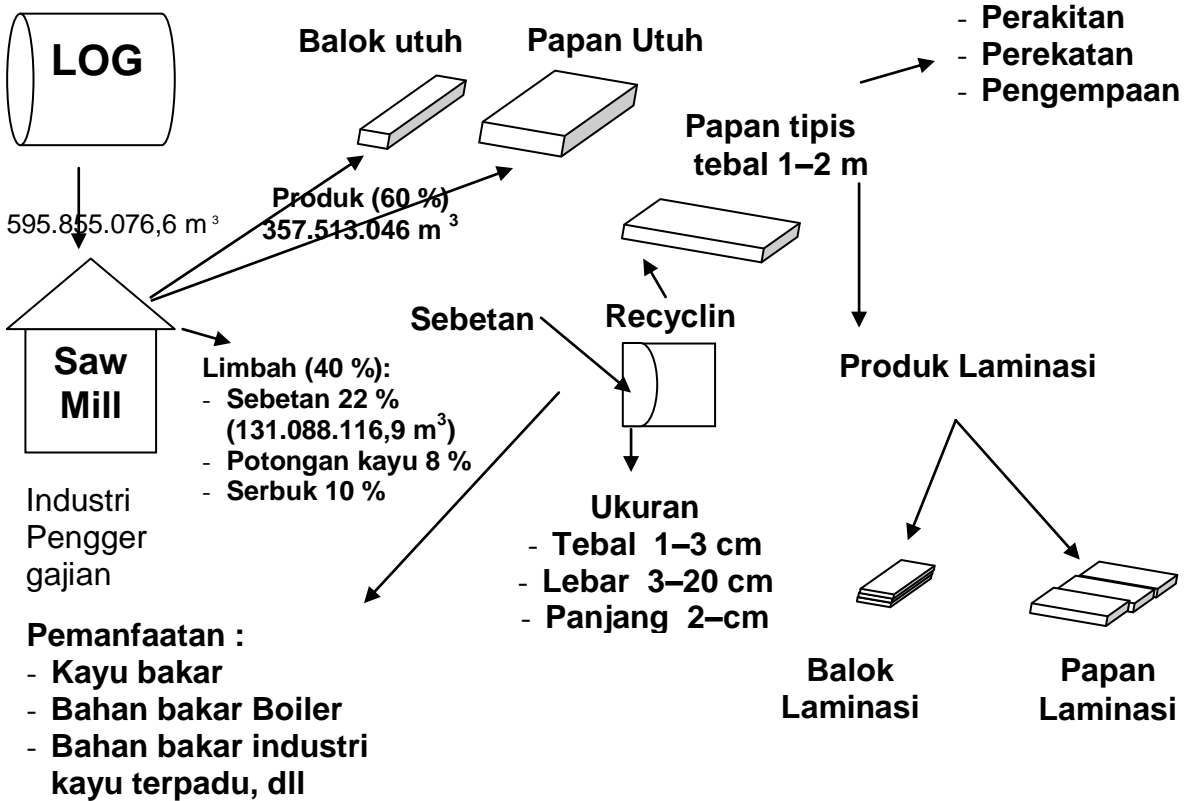 LOG
Balok utuh
Papan Utuh
- Perakitan
- Perekatan
- Pengempaan
Papan tipis
tebal 1–2 m
595.855.076,6 m³
Produk (60 %)
357.513.046 m³
Sebetan
Recyclin
Saw
Mill
Limbah (40 %):
- Sebetan 22 %
(131.088.116,9 m³)
- Potongan kayu 8 %
- Serbuk 10 %
Produk Laminasi
Industri
Pengger
gajian
Ukuran
- Tebal 1–3 cm
- Lebar 3–20 cm
- Panjang 2–cm
Pemanfaatan :
- Kayu bakar
- Bahan bakar Boiler
- Bahan bakar industri
kayu terpadu, dll
Balok
Laminasi
Papan
Laminasi